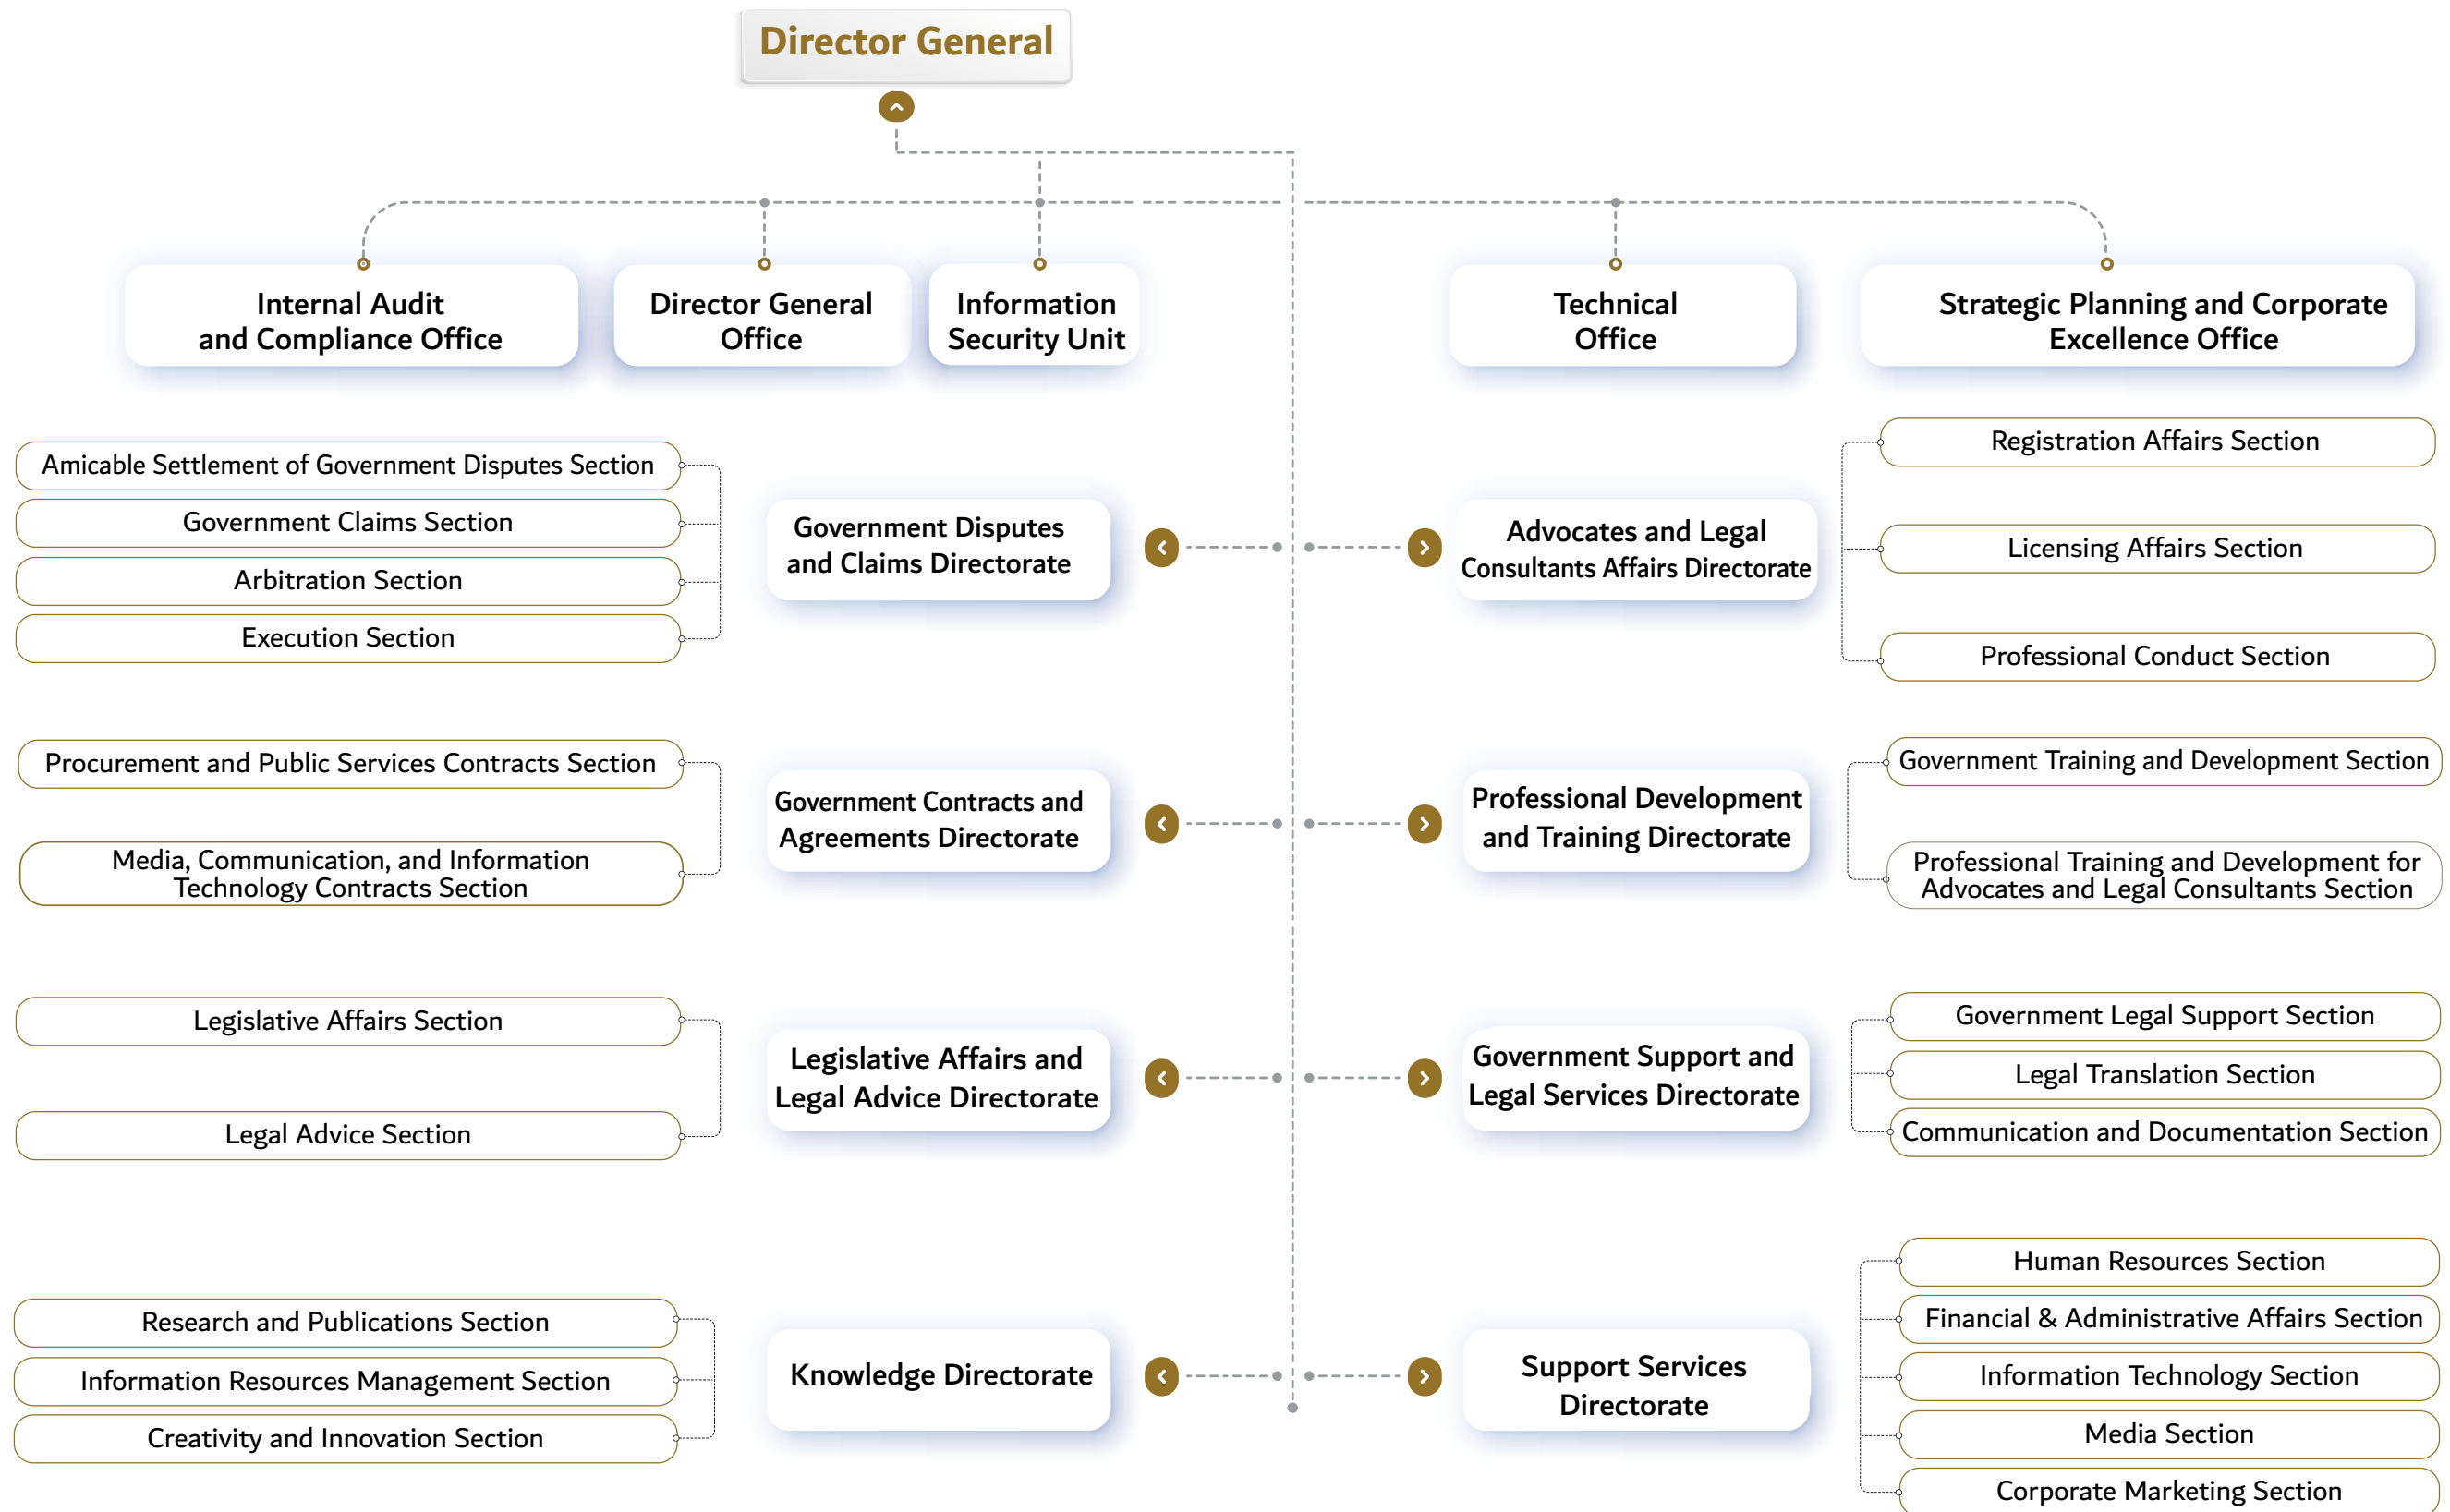 Director General
Internal Audit
and Compliance Office
Director General
Office
Information
Security Unit
Technical
Office
Strategic Planning and Corporate
Excellence Office
Amicable Settlement of Government Disputes Section
Government Claims Section
Arbitration Section
Execution Section
Government Disputes
and Claims Directorate
Advocates and Legal
Consultants Affairs Directorate
Registration Affairs Section
Licensing Affairs Section
Professional Conduct Section
Procurement and Public Services Contracts Section
Media, Communication, and Information
Technology Contracts Section
Government Contracts and
Agreements Directorate
Professional Development
and Training Directorate
Government Training and Development Section
Professional Training and Development for
Advocates and Legal Consultants Section
Legislative Affairs Section
Legal Advice Section
Legislative Affairs and
Legal Advice Directorate
Government Support and
Legal Services Directorate
Government Legal Support Section
Legal Translation Section
Communication and Documentation Section
Research and Publications Section
Information Resources Management Section
Creativity and Innovation Section
Knowledge Directorate
Support Services
Directorate
Human Resources Section
Financial & Administrative Affairs Section
Information Technology Section
Media Section
Corporate Marketing Section